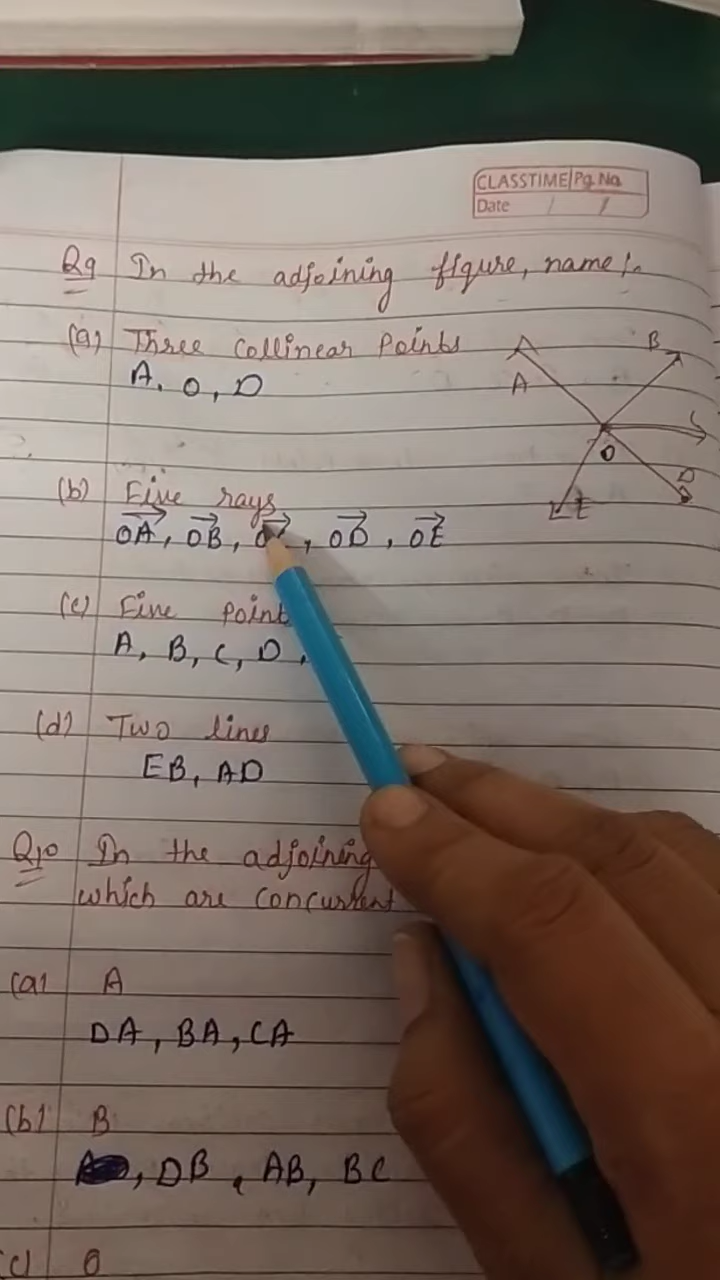 CLASSTIME Pg. No.
Date / /
Q9 In the adjoining figure, name :-
(a) Three Collinear Points
A, O, D
A
B
O
D
E
(b) Five rays
OA, OB, , OD, OE
(c) Five Point
A, B, C, D,
(d) Two lines
EB, AD
Q10 In the adjoining
which are concurrent
(a) A
DA, BA, CA
(b) B
, DB, AB, BC
(c) O